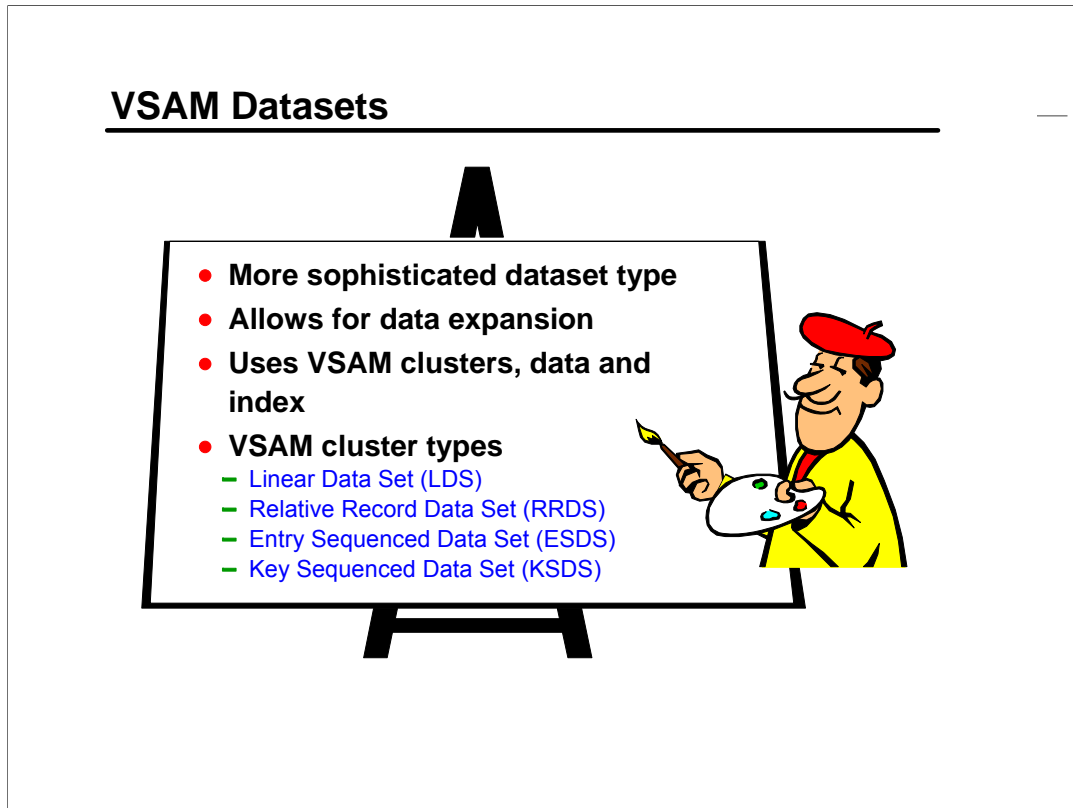 VSAM Datasets
• More sophisticated dataset type
• Allows for data expansion
• Uses VSAM clusters, data and
index
• VSAM cluster types
– Linear Data Set (LDS)
– Relative Record Data Set (RRDS)
– Entry Sequenced Data Set (ESDS)
– Key Sequenced Data Set (KSDS)